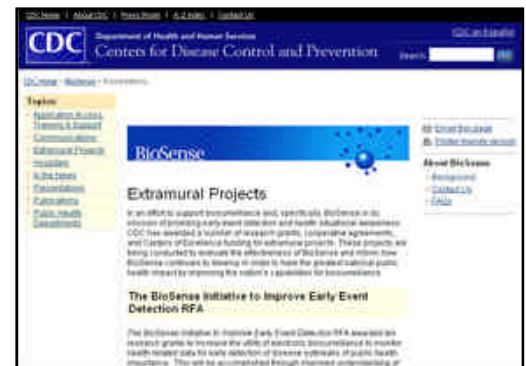 CDC Home | About CDC | Press Room | A-Z Index | Contact Us
CDC en Español
CDC
Department of Health and Human Services
Centers for Disease Control and Prevention
Search:
CDC Home > BioSense >
Topics
Application Access,
Training & Support
Communications
Extramural Projects
Hospitals
In the News
Presentations
Publications
Public Health
Departments
BioSense
Email this page
Printer-friendly version
About BioSense
Background
Contact Us
FAQs
Extramural Projects
In an effort to support biosurveillance and, specifically, BioSense in its
mission of promoting early event detection and health situational awareness
CDC has awarded a number of research grants, cooperative agreements,
and Centers of Excellence funding for extramural projects. These projects are
being conducted to evaluate the effectiveness of BioSense and inform how
BioSense continues to develop in order to have the greatest national public
health impact by improving the nation's capabilities for biosurveillance.
The BioSense Initiative to Improve Early Event
Detection RFA
The BioSense Initiative to Improve Early Event Detection RFA awarded
research grants to increase the utility of electronic biosurveillance to monitor
health related data for early detection of disease outbreaks of public health
importance. This will be accomplished through improved understanding of